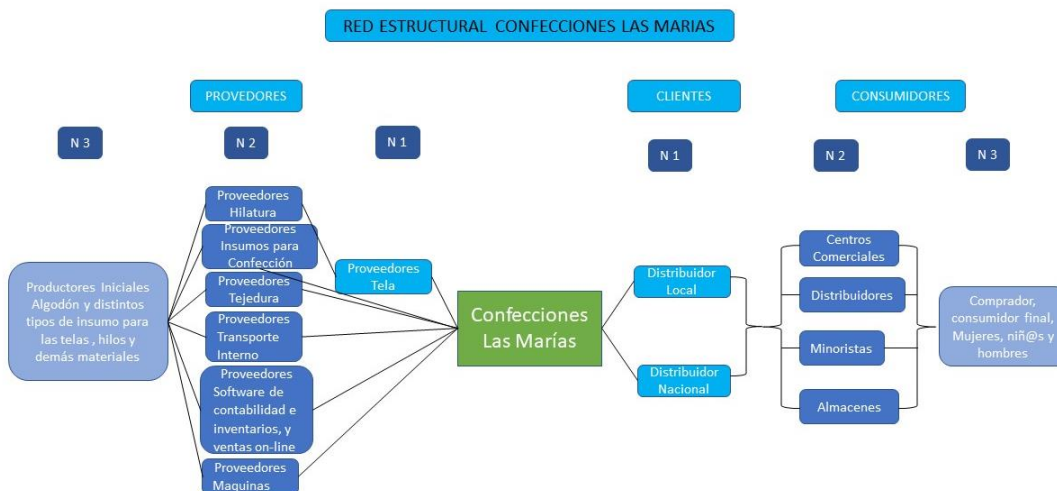 RED ESTRUCTURAL CONFECCIONES LAS MARIAS
PROVEDORES
CLIENTES
CONSUMIDORES
N 3
N 2
N 1
N 1
N 2
N 3
Productores Iniciales
Algodón y distintos
tipos de insumo para
las telas , hilos y
demás materiales
Proveedores
Hilatura
Proveedores
Insumos para
Confección
Proveedores
Tejedura
Proveedores
Transporte
Interno
Proveedores
Software de
contabilidad e
inventarios, y
ventas on-line
Proveedores
Maquinas
Proveedores
Tela
Confecciones
Las Marías
Distribuidor
Local
Distribuidor
Nacional
Centros
Comerciales
Distribuidores
Minoristas
Almacenes
Comprador,
consumidor final,
Mujeres, niñ@s y
hombres